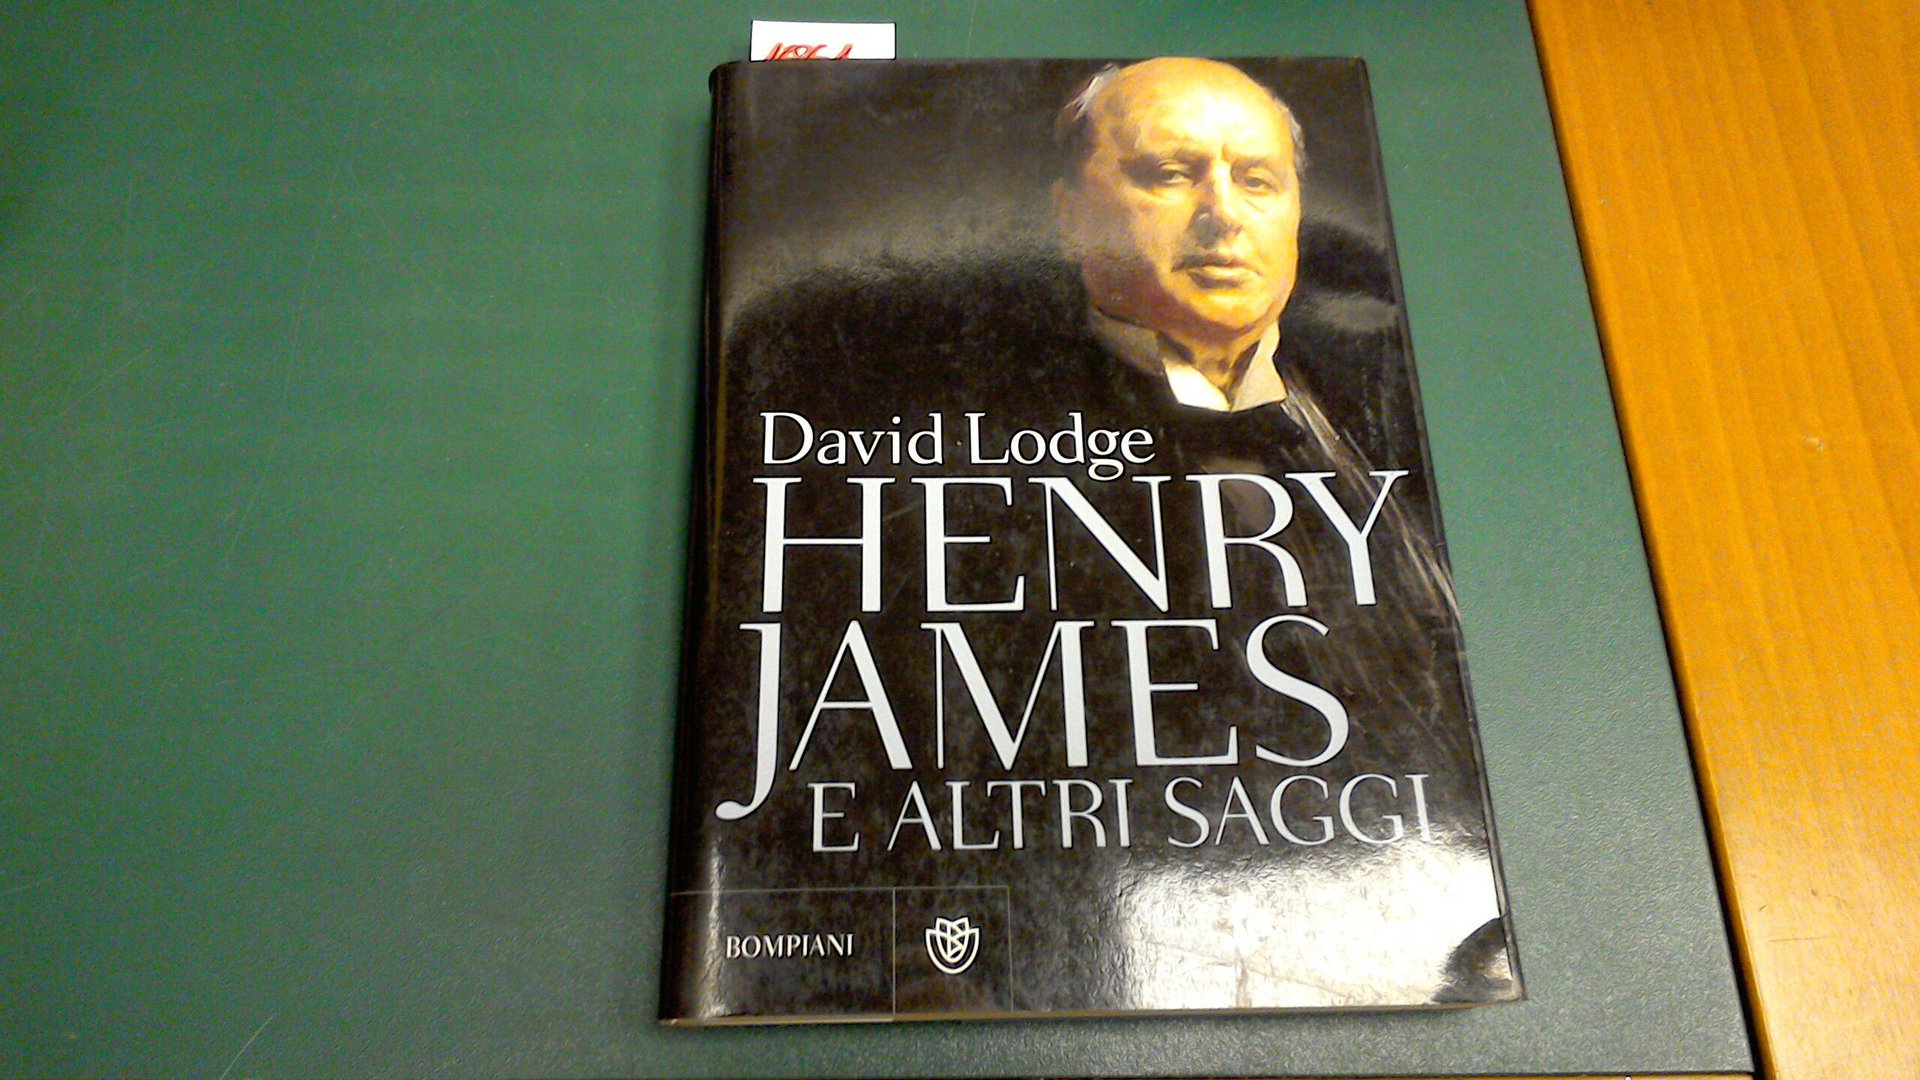 David Lodge
HENRY
JAMES
E ALTRI SAGGI
BOMPIANI